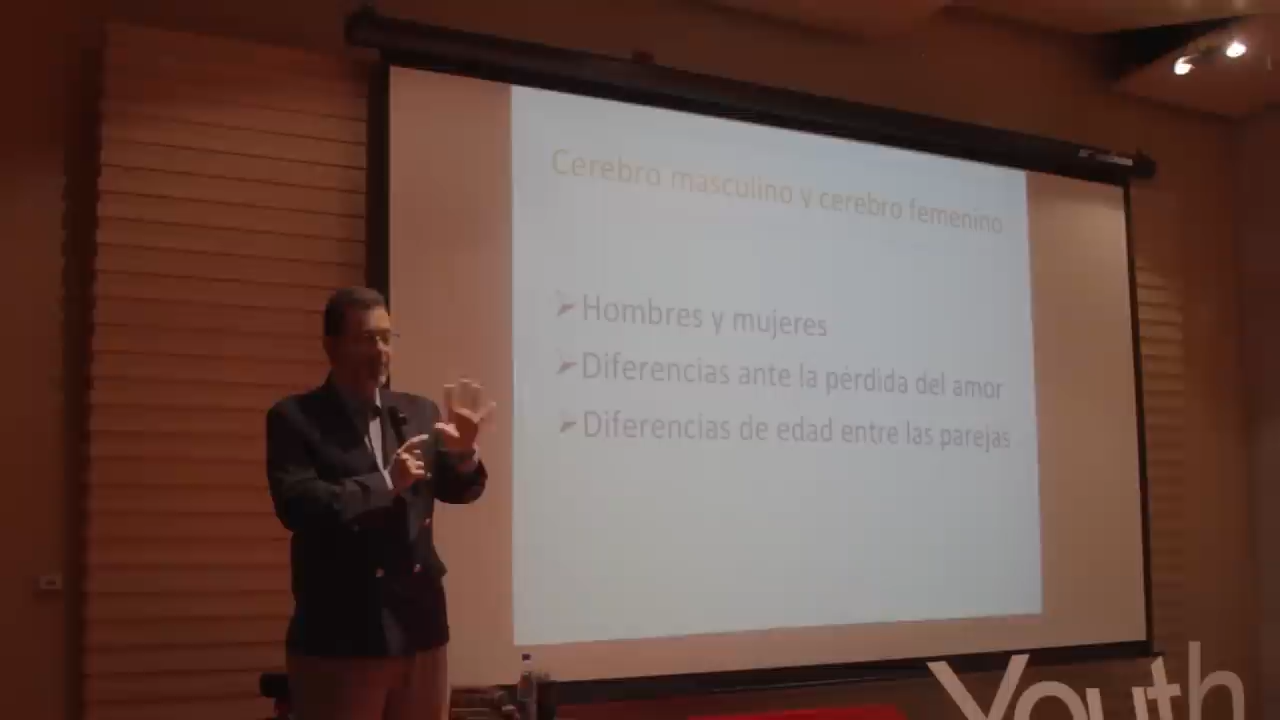 Cerebro masculino y cerebro femenino
➢Hombres y mujeres
➢Diferencias ante la pérdida del amor
➢Diferencias de edad entre las parejas
Youth